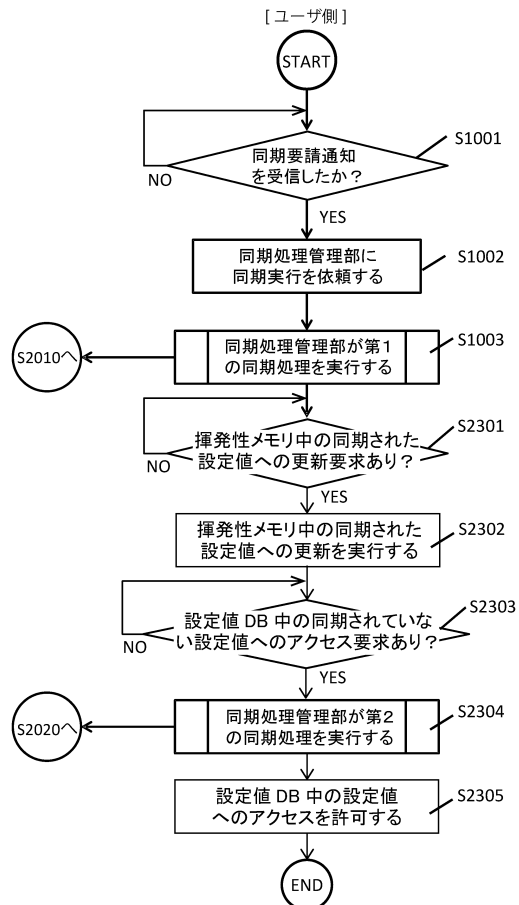 [ ユーザ側 ]
START
S1001
同期要請通知
を受信したか？
NO
YES
S1002
同期処理管理部に
同期実行を依頼する
S1003
S2010へ
同期処理管理部が第１
の同期処理を実行する
S2301
揮発性メモリ中の同期された
設定値への更新要求あり？
NO
YES
S2302
揮発性メモリ中の同期された
設定値への更新を実行する
S2303
設定値 DB 中の同期されていな
い設定値へのアクセス要求あり？
NO
YES
S2304
S2020へ
同期処理管理部が第２
の同期処理を実行する
S2305
設定値 DB 中の設定値
へのアクセスを許可する
END